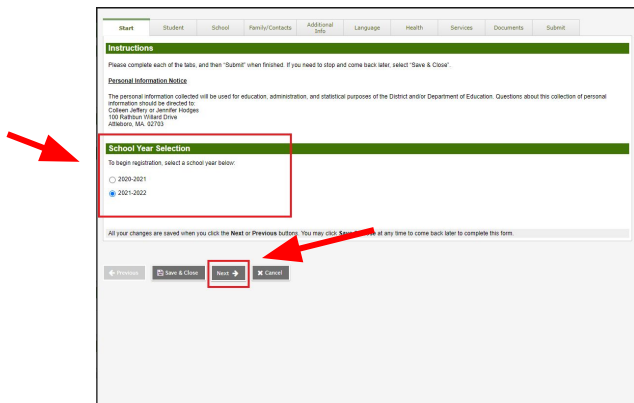 Start Student School Family/Contacts Additional Info Language Health Services Documents Submit
Instructions
Please complete each of the tabs, and then "Submit" when finished. If you need to stop and come back later, select "Save & Close".
Personal Information Notice
The personal information collected will be used for education, administration, and statistical purposes of the District and/or Department of Education. Questions about this collection of personal
information should be directed to:
Colleen Jeffery or Jennifer Hodges
100 Rathbun Willard Drive
Attleboro, MA. 02703
School Year Selection
To begin registration, select a school year below:
2020-2021
2021-2022
All your changes are saved when you click the Next or Previous buttons. You may click at any time to come back later to complete this form.
Previous Save & Close Next Cancel